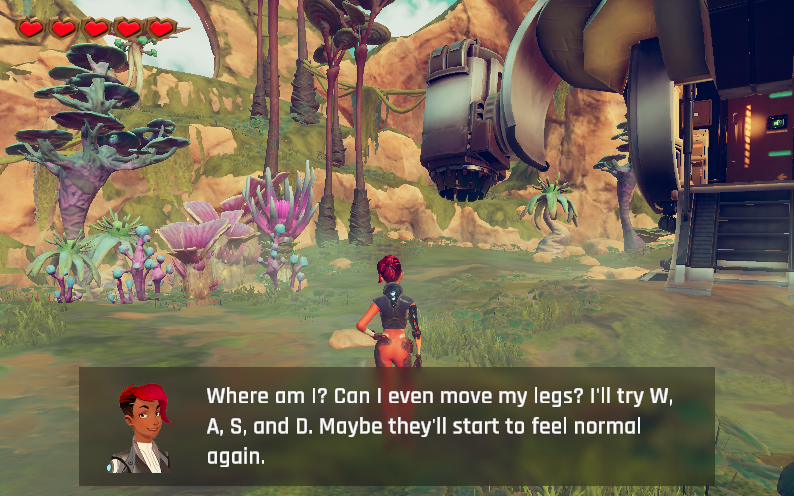 Where am I? Can I even move my legs? I'll try W,
A, S, and D. Maybe they'll start to feel normal
again.